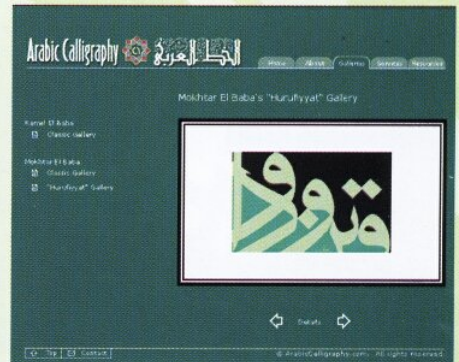 Arabic Calligraphy الخط العربي
Home About Galleries Services Resources
Mokhtar El Baba's "Hurufiyyat" Gallery
Kamel El Baba
Classic Gallery
Mokhtar El Baba
Classic Gallery
"Hurufiyyat" Gallery
Details
Top Contact
© ArabicCalligraphy.com. All rights reserved.